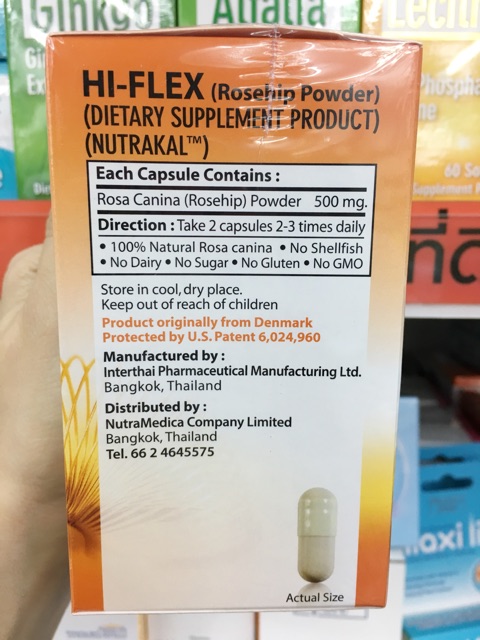 Ginkgo
HI-FLEX (Rosehip Powder)
(DIETARY SUPPLEMENT PRODUCT)
(NUTRAKAL™)
Each Capsule Contains :
Rosa Canina (Rosehip) Powder 500 mg.
Direction : Take 2 capsules 2-3 times daily
• 100% Natural Rosa canina • No Shellfish
• No Dairy • No Sugar • No Gluten • No GMO
Store in cool, dry place.
Keep out of reach of children
Product originally from Denmark
Protected by U.S. Patent 6,024,960
Manufactured by :
Interthai Pharmaceutical Manufacturing Ltd.
Bangkok, Thailand
Distributed by :
NutraMedica Company Limited
Bangkok, Thailand
Tel. 66 2 4645575
Actual Size
60 So